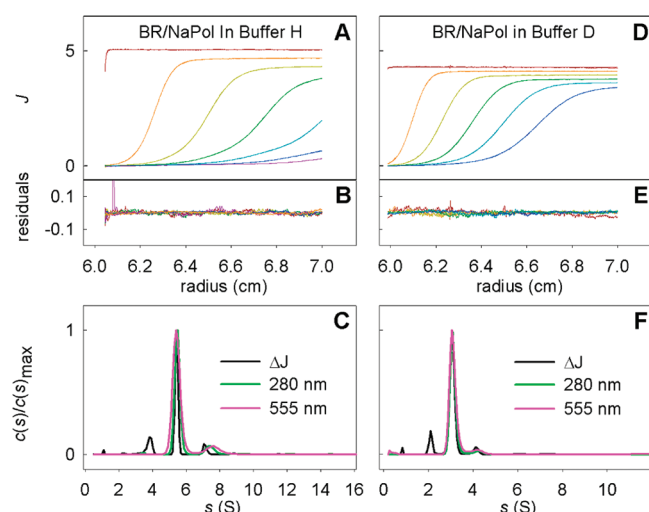 BR/NaPol In Buffer H A
5
J
0
B
0.1
-0.1
residuals
6.0 6.2 6.4 6.6 6.8 7.0
radius (cm)
BR/NaPol in Buffer D D
E
6.0 6.2 6.4 6.6 6.8 7.0
radius (cm)
C
1
c(s)/c(s)max
0
ΔJ
280 nm
555 nm
0 2 4 6 8 10 12 14 16
s (S)
F
ΔJ
280 nm
555 nm
0 2 4 6 8 10
s (S)